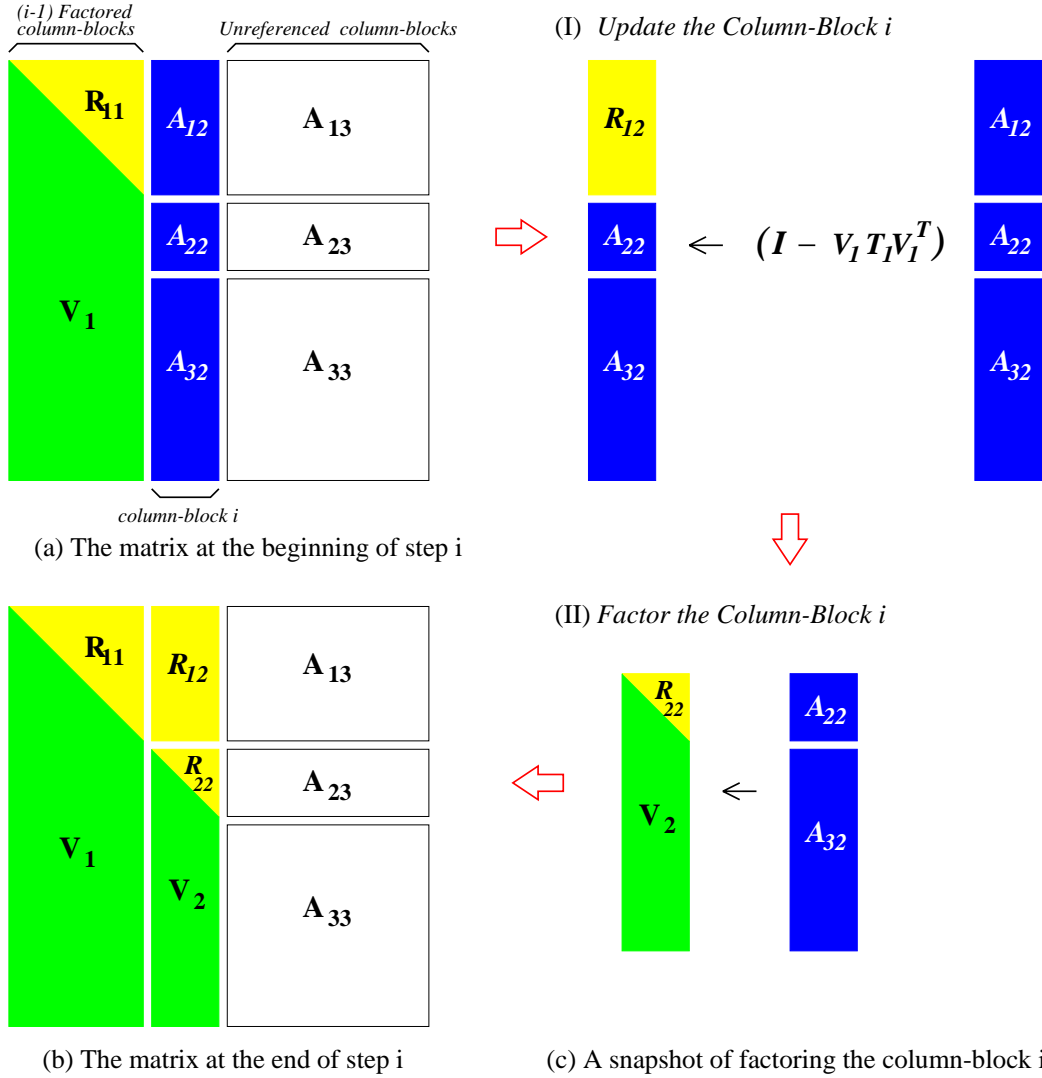 (i-1) Factored
column-blocks
Unreferenced column-blocks
R11
A12
A13
A22
A23
V1
A32
A33
column-block i
(a) The matrix at the beginning of step i
(I) Update the Column-Block i
R12
A12
A22
← (I – V1 T1 V1^T)
A22
A32
A32
(II) Factor the Column-Block i
R22
A22
V2
←
A32
(c) A snapshot of factoring the column-block i
R11
R12
A13
R22
A23
V1
V2
A33
(b) The matrix at the end of step i